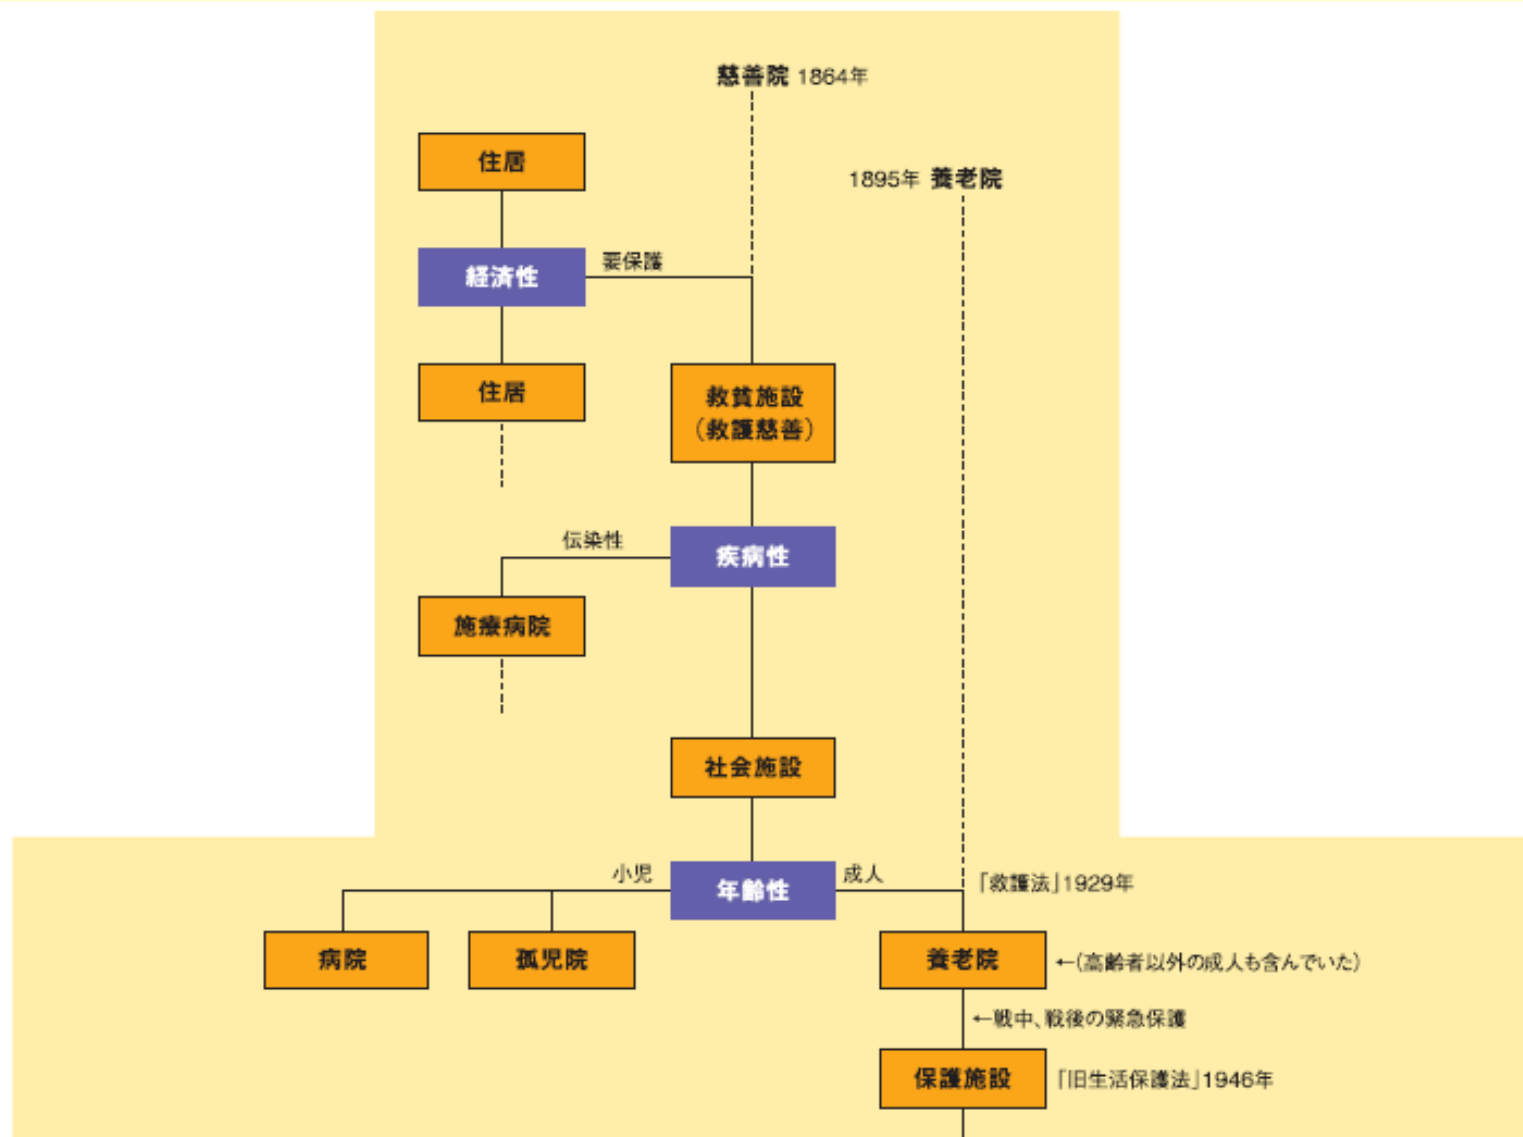 慈善院 1864年
住居
1895年 養老院
経済性
要保護
住居
救貧施設
（救護慈善）
伝染性
疾病性
施療病院
社会施設
小児
年齢性
成人
「救護法」1929年
病院
孤児院
養老院
←（高齢者以外の成人も含んでいた）
←戦中、戦後の緊急保護
保護施設
「旧生活保護法」1946年